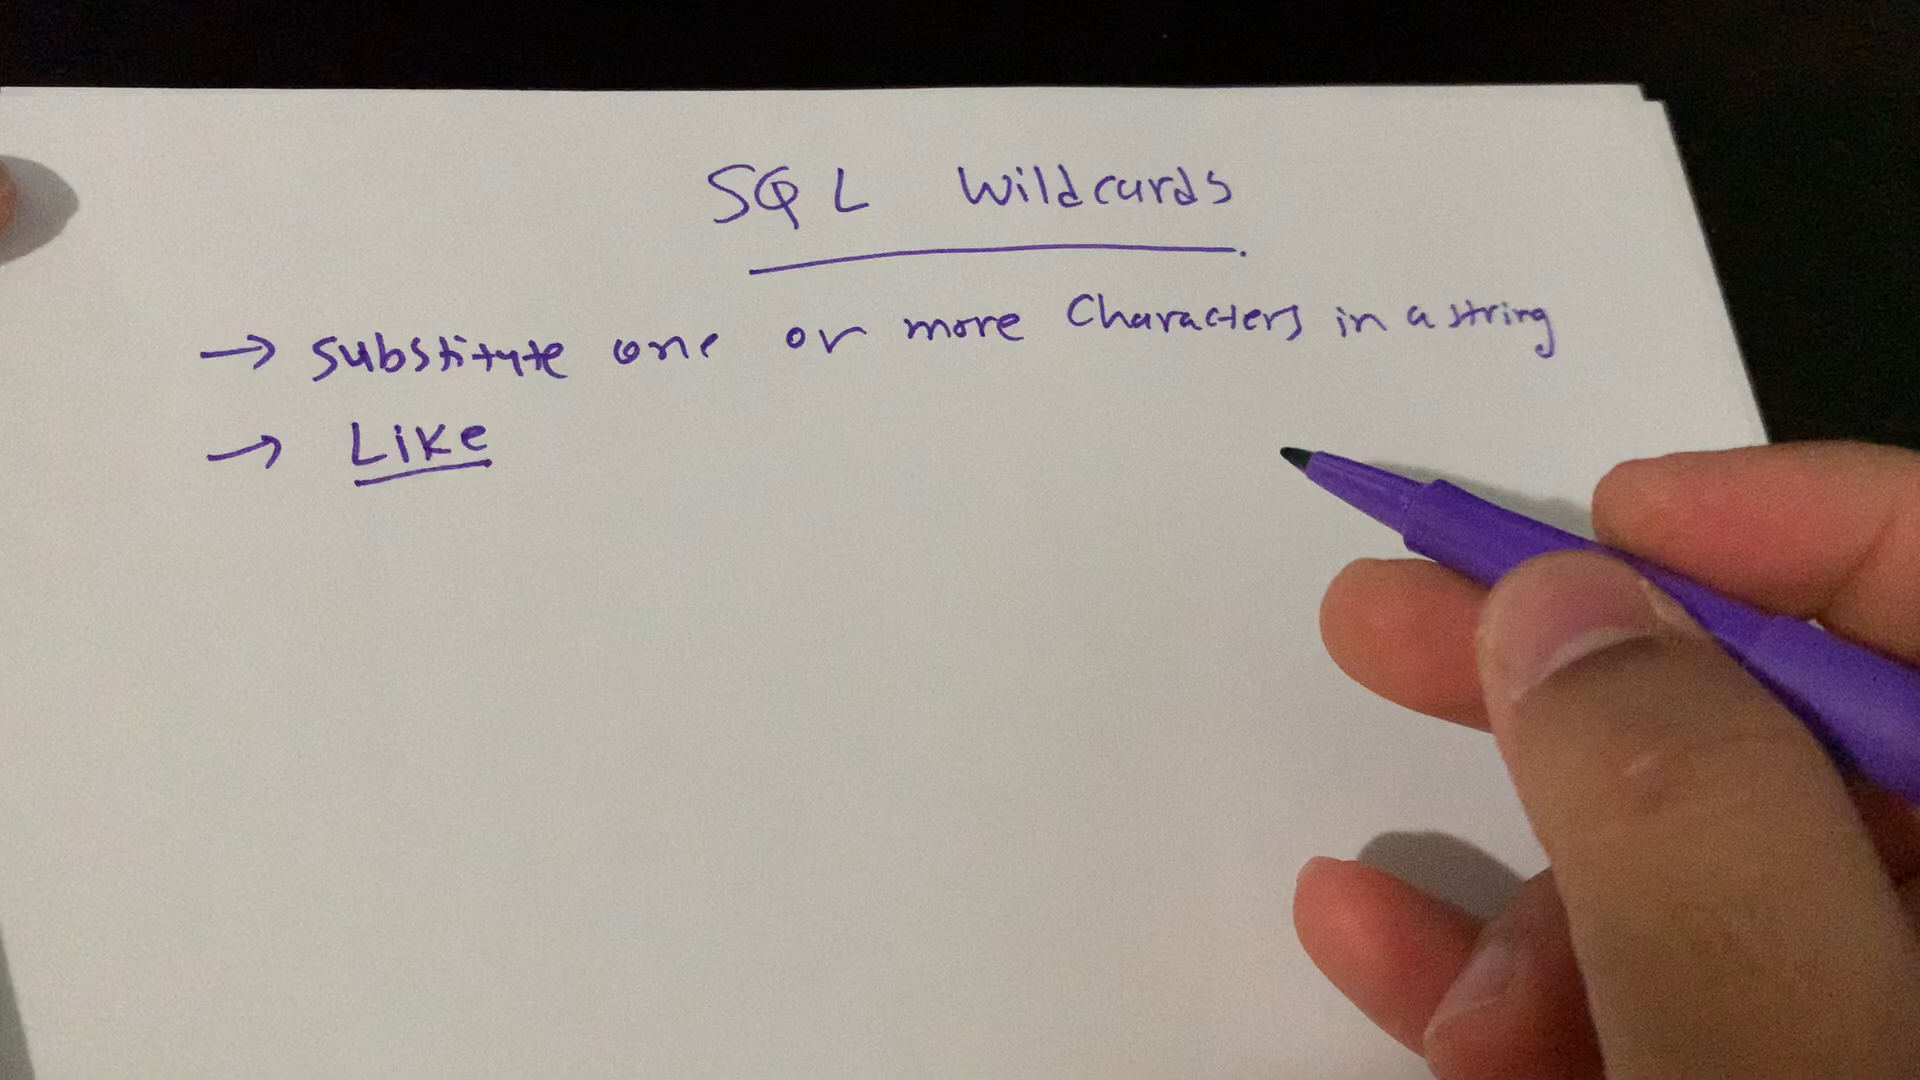 SQL Wildcards
→ Substitute one or more Characters in a string
→ Like